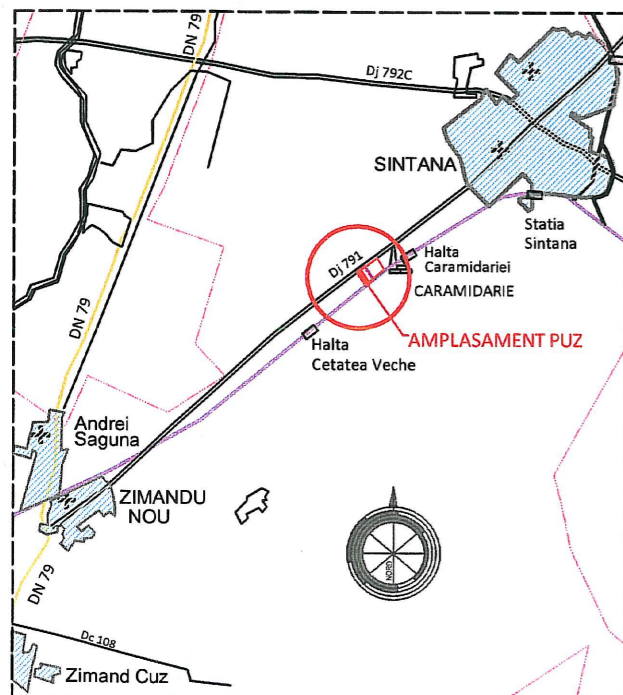 DN 79
Dj 792C
SINTANA
Statia
Sintana
Dj 791
Halta
Caramidariei
CARAMIDARIE
DN 79
AMPLASAMENT PUZ
Halta
Cetatea Veche
Andrei
Saguna
ZIMANDU
NOU
NORD
DN 79
Dc 108
Zimand Cuz